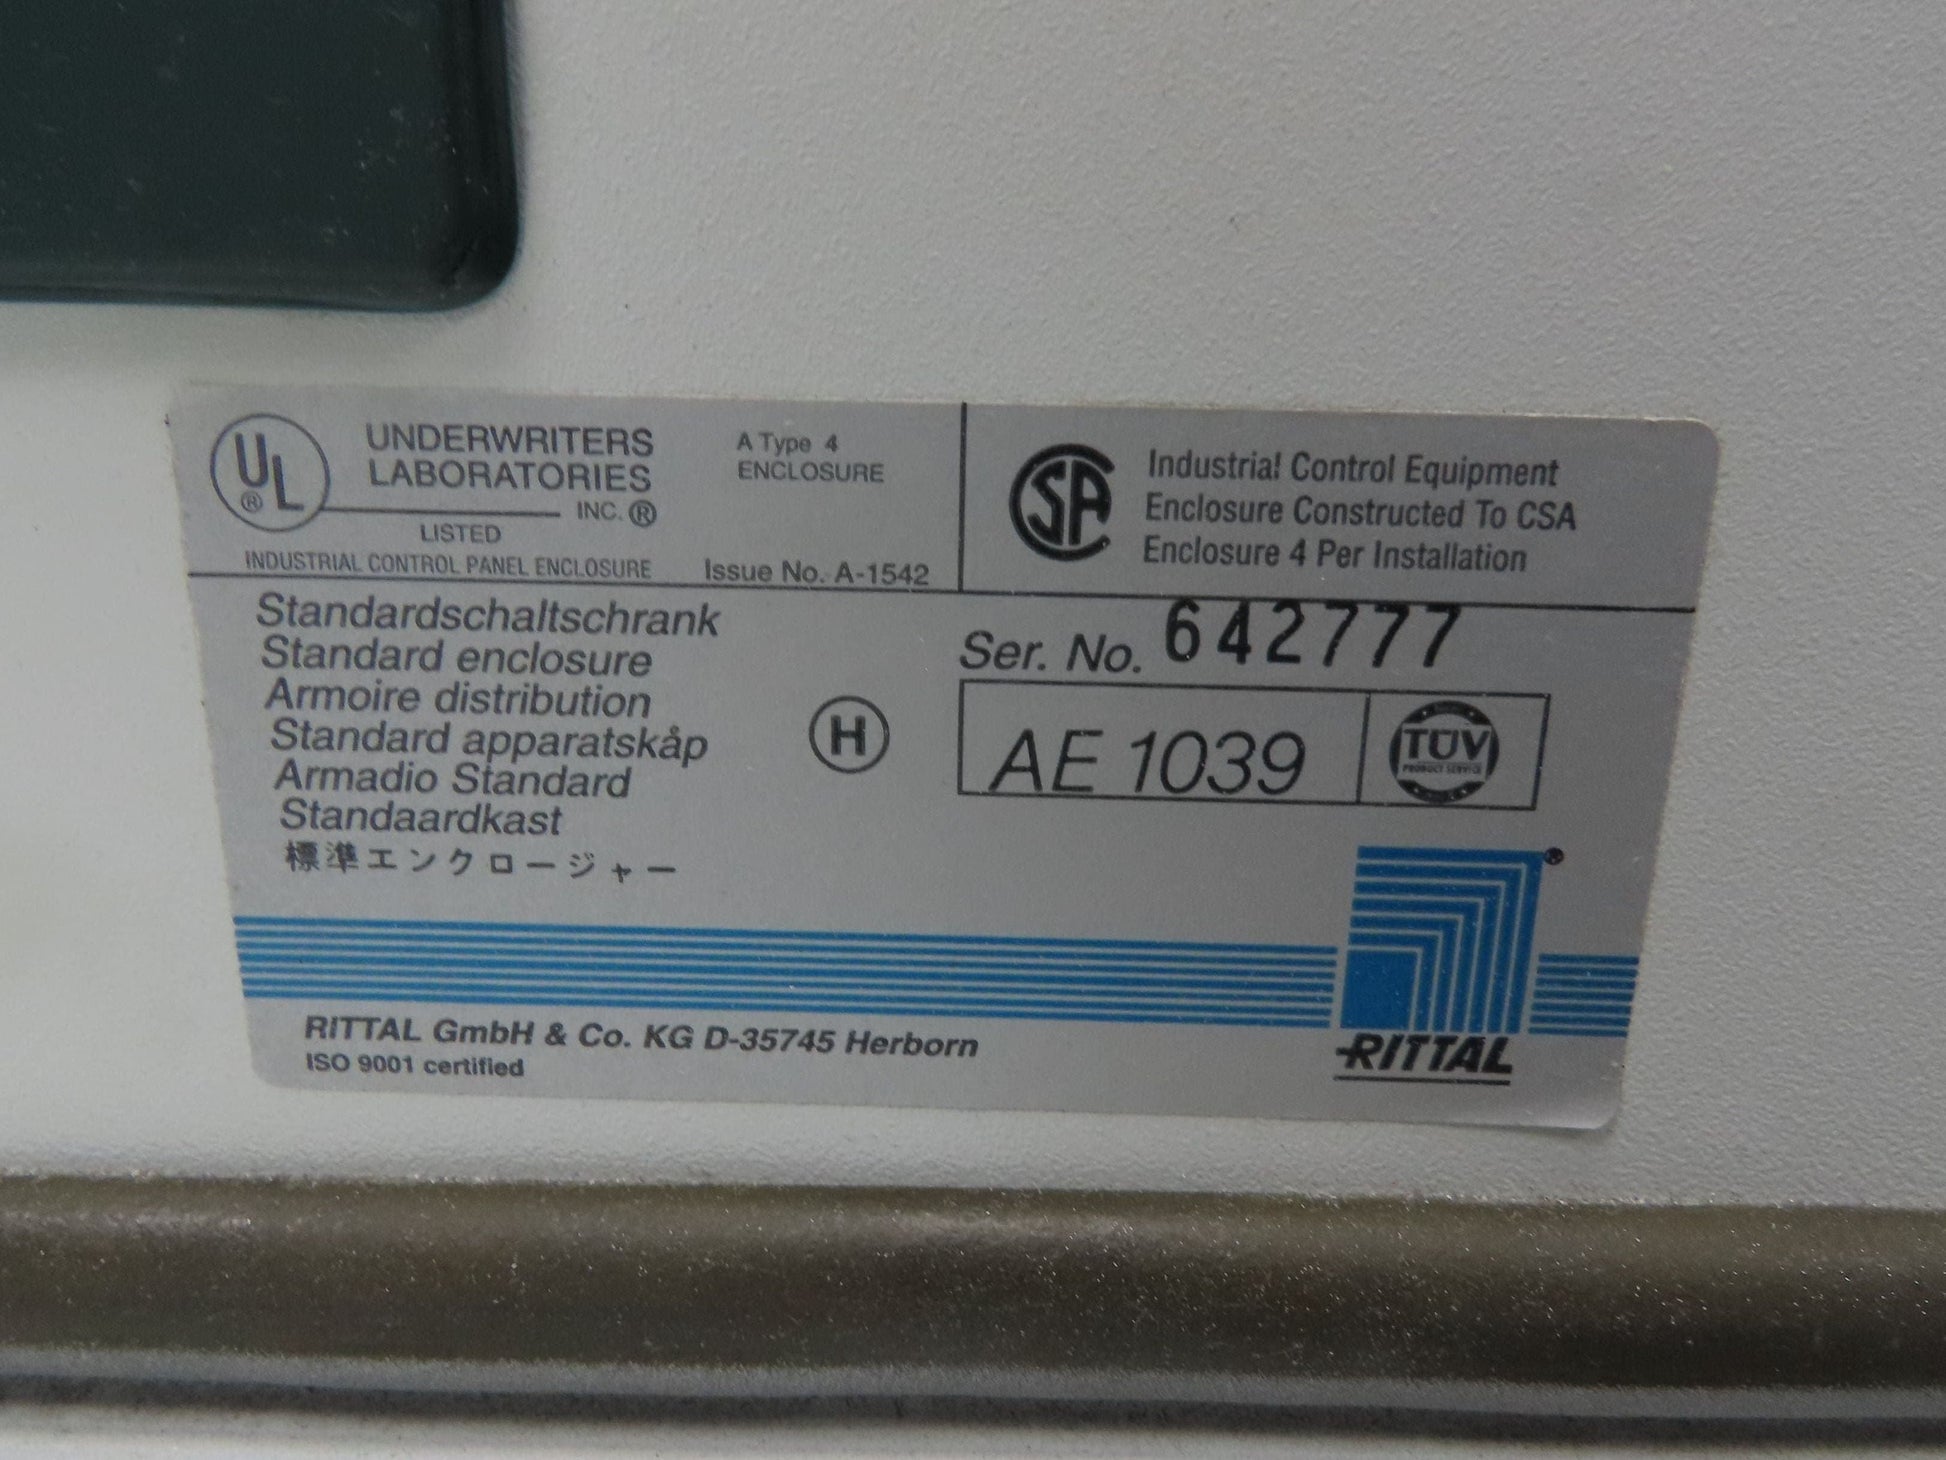 UL®
UNDERWRITERS
LABORATORIES
INC.®
LISTED
INDUSTRIAL CONTROL PANEL ENCLOSURE
A Type 4
ENCLOSURE
Issue No. A-1542
SA
Industrial Control Equipment
Enclosure Constructed To CSA
Enclosure 4 Per Installation
Standardschaltschrank
Standard enclosure
Armoire distribution
Standard apparatskåp
Armadio Standard
Standaardkast
標準エンクロージャー
H
Ser. No. 642777
AE 1039
TÜV
PRODUCT SERVICE
®
RITTAL
RITTAL GmbH & Co. KG D-35745 Herborn
ISO 9001 certified